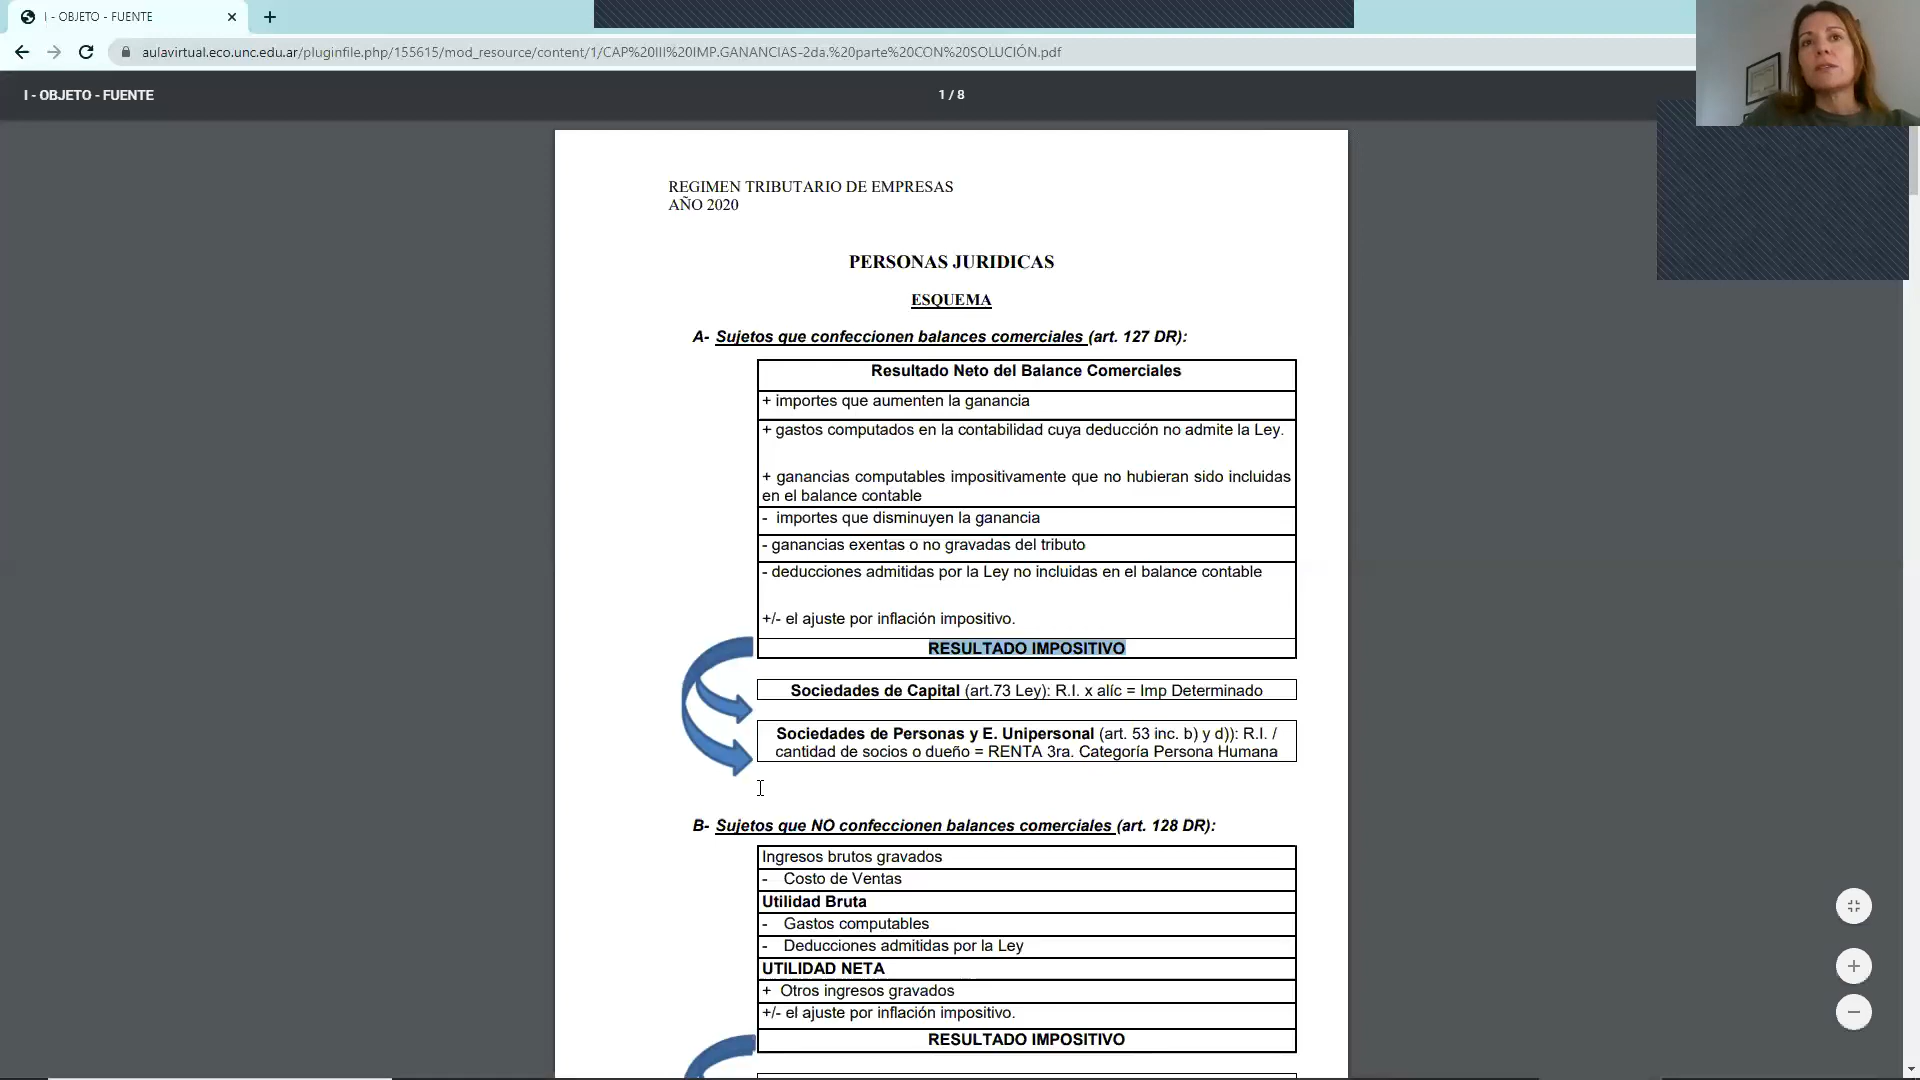 I - OBJETO - FUENTE
aulavirtual.eco.unc.edu.ar/pluginfile.php/155615/mod_resource/content/1/CAP%20III%20IMP.GANANCIAS-2da.%20parte%20CON%20SOLUCIÓN.pdf
I - OBJETO - FUENTE
1 / 8
REGIMEN TRIBUTARIO DE EMPRESAS
AÑO 2020
PERSONAS JURIDICAS
ESQUEMA
A- Sujetos que confeccionen balances comerciales (art. 127 DR):
Resultado Neto del Balance Comerciales
+ importes que aumenten la ganancia
+ gastos computados en la contabilidad cuya deducción no admite la Ley.
+ ganancias computables impositivamente que no hubieran sido incluidas
en el balance contable
- importes que disminuyen la ganancia
- ganancias exentas o no gravadas del tributo
- deducciones admitidas por la Ley no incluidas en el balance contable
+/- el ajuste por inflación impositivo.
RESULTADO IMPOSITIVO
Sociedades de Capital (art.73 Ley): R.I. x alíc = Imp Determinado
Sociedades de Personas y E. Unipersonal (art. 53 inc. b) y d)): R.I. /
cantidad de socios o dueño = RENTA 3ra. Categoría Persona Humana
B- Sujetos que NO confeccionen balances comerciales (art. 128 DR):
Ingresos brutos gravados
- Costo de Ventas
Utilidad Bruta
- Gastos computables
- Deducciones admitidas por la Ley
UTILIDAD NETA
+ Otros ingresos gravados
+/- el ajuste por inflación impositivo.
RESULTADO IMPOSITIVO